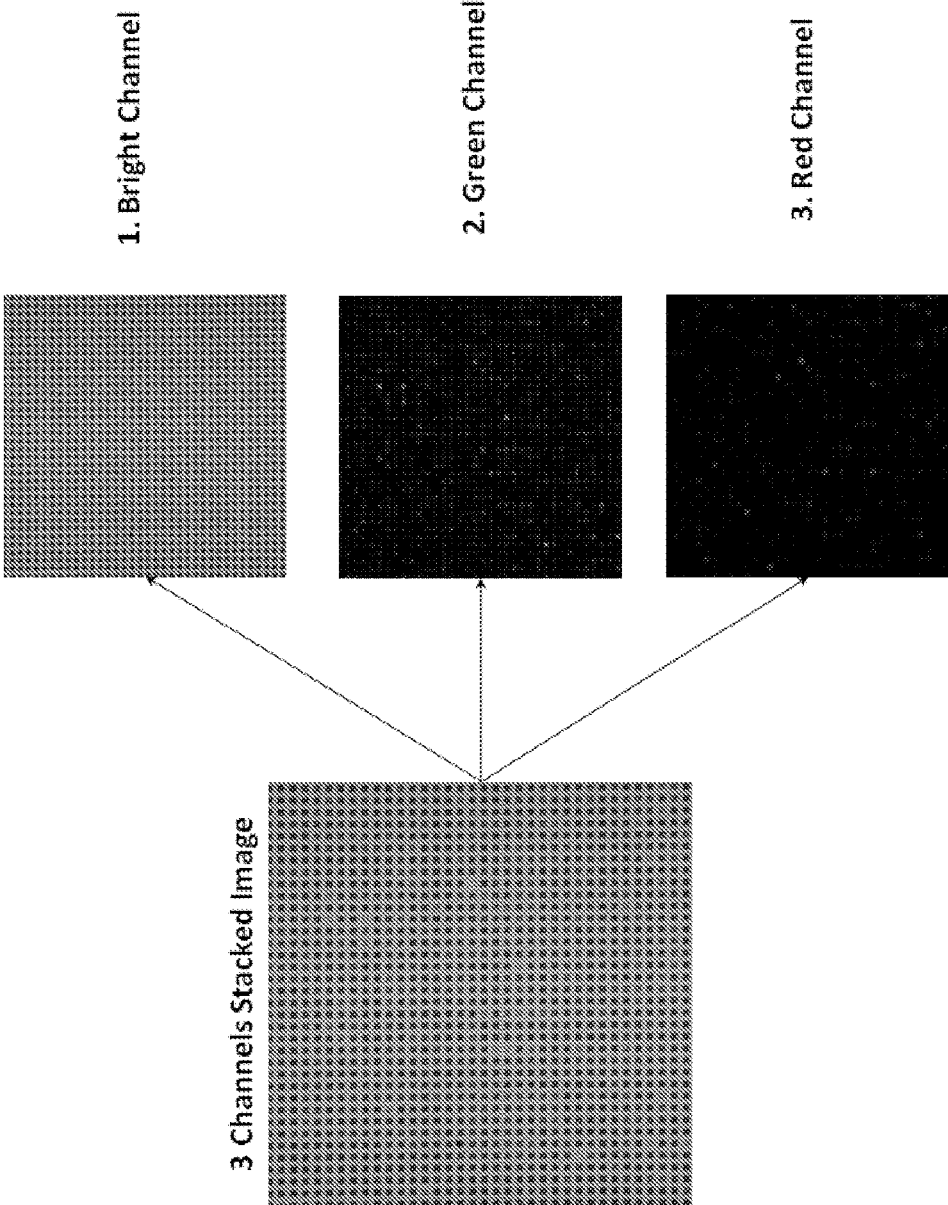 3 Channels Stacked Image
1. Bright Channel
2. Green Channel
3. Red Channel